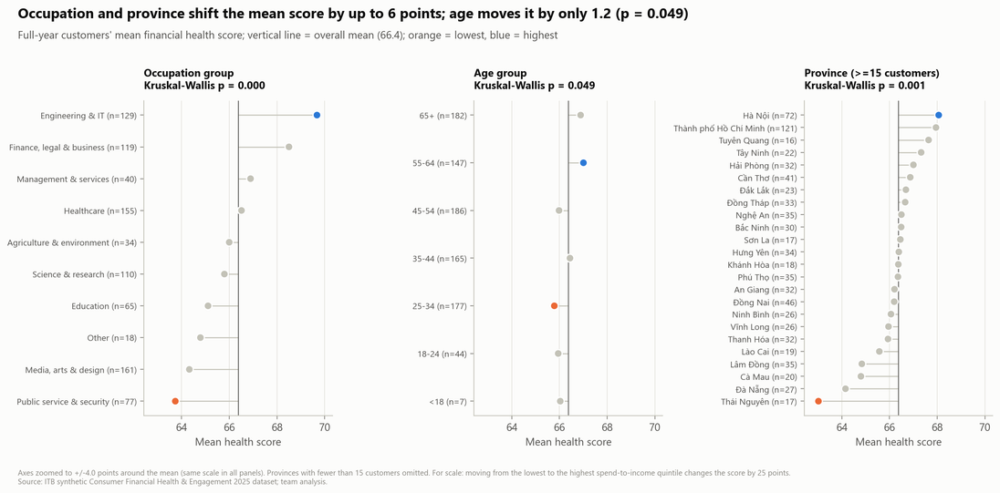 Occupation and province shift the mean score by up to 6 points; age moves it by only 1.2 (p = 0.049)
Full-year customers' mean financial health score; vertical line = overall mean (66.4); orange = lowest, blue = highest
Occupation group
Kruskal-Wallis p = 0.000
Engineering & IT (n=129)
Finance, legal & business (n=119)
Management & services (n=40)
Healthcare (n=155)
Agriculture & environment (n=34)
Science & research (n=110)
Education (n=65)
Other (n=18)
Media, arts & design (n=161)
Public service & security (n=77)
64 66 68 70
Mean health score
Age group
Kruskal-Wallis p = 0.049
65+ (n=182)
55-64 (n=147)
45-54 (n=186)
35-44 (n=165)
25-34 (n=177)
18-24 (n=44)
<18 (n=7)
64 66 68 70
Mean health score
Province (>=15 customers)
Kruskal-Wallis p = 0.001
Hà Nội (n=72)
Thành phố Hồ Chí Minh (n=121)
Tuyên Quang (n=16)
Tây Ninh (n=22)
Hải Phòng (n=32)
Cần Thơ (n=41)
Đắk Lắk (n=23)
Đồng Tháp (n=33)
Nghệ An (n=35)
Bắc Ninh (n=30)
Sơn La (n=17)
Hưng Yên (n=34)
Khánh Hòa (n=18)
Phú Thọ (n=35)
An Giang (n=32)
Đồng Nai (n=46)
Ninh Bình (n=26)
Vĩnh Long (n=26)
Thanh Hóa (n=32)
Lào Cai (n=19)
Lâm Đồng (n=35)
Cà Mau (n=20)
Đà Nẵng (n=27)
Thái Nguyên (n=17)
64 66 68 70
Mean health score
Axes zoomed to +/-4.0 points around the mean (same scale in all panels). Provinces with fewer than 15 customers omitted. For scale: moving from the lowest to the highest spend-to-income quintile changes the score by 25 points.
Source: ITB synthetic Consumer Financial Health & Engagement 2025 dataset; team analysis.